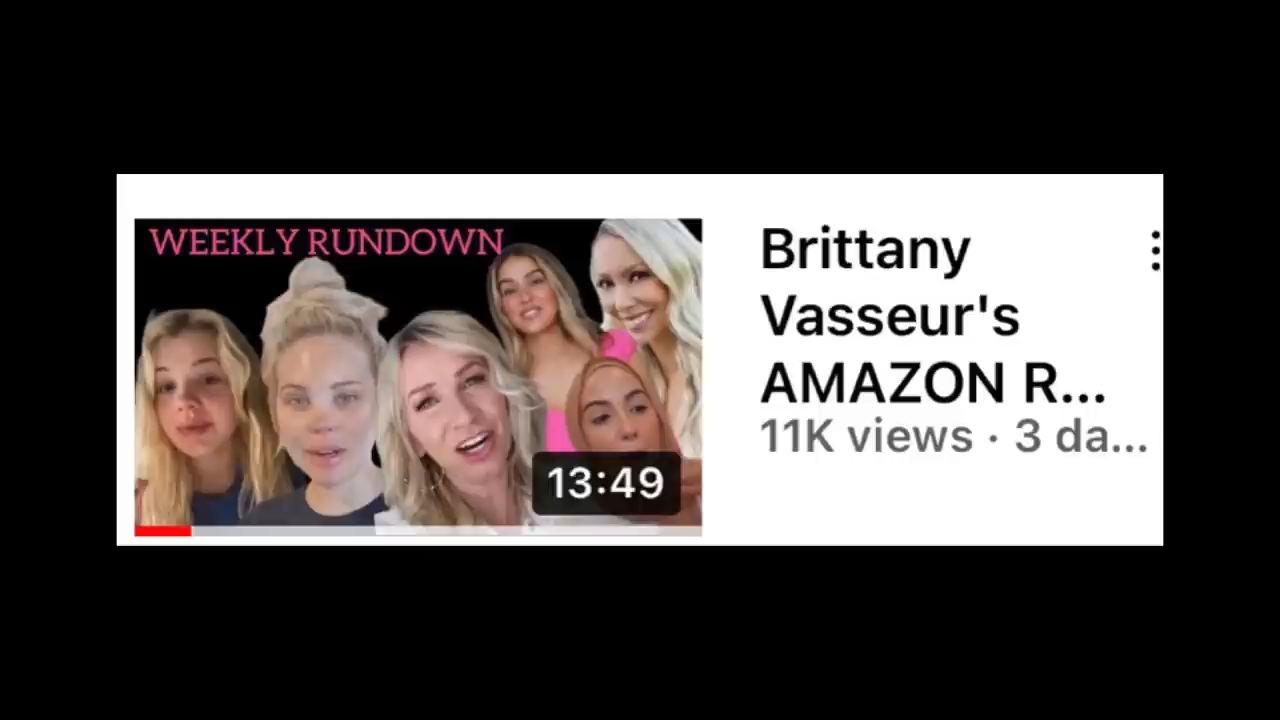 WEEKLY RUNDOWN
13:49
Brittany
Vasseur's
AMAZON R...
11K views · 3 da...